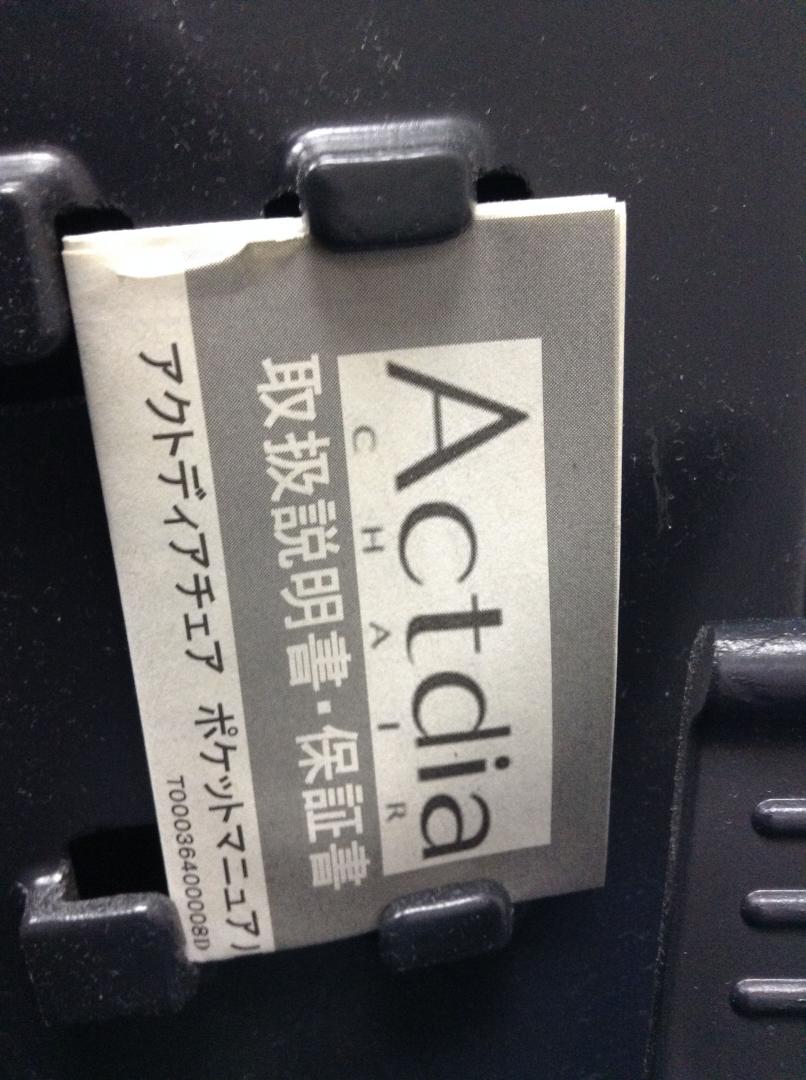 Actdia
CHAIR
取扱説明書・保証書
アクトディアチェア ポケットマニュアル
T00036400008D